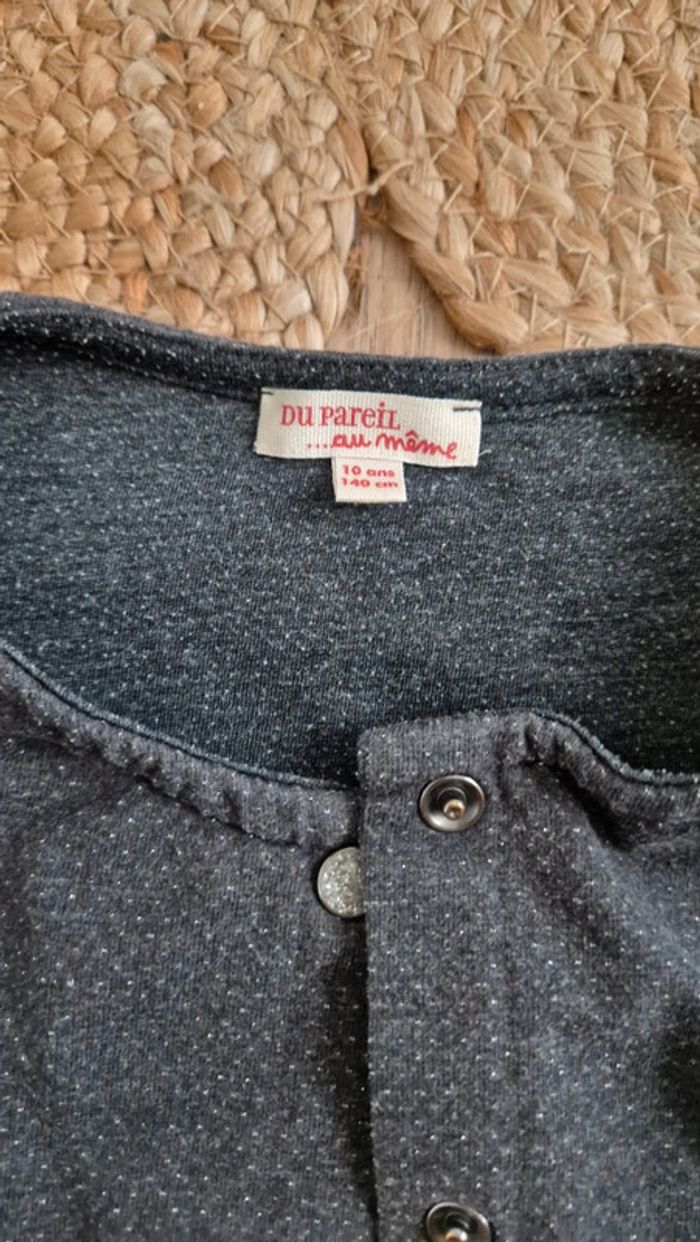 DU PAREIL
...au même
10 ans
140 cm